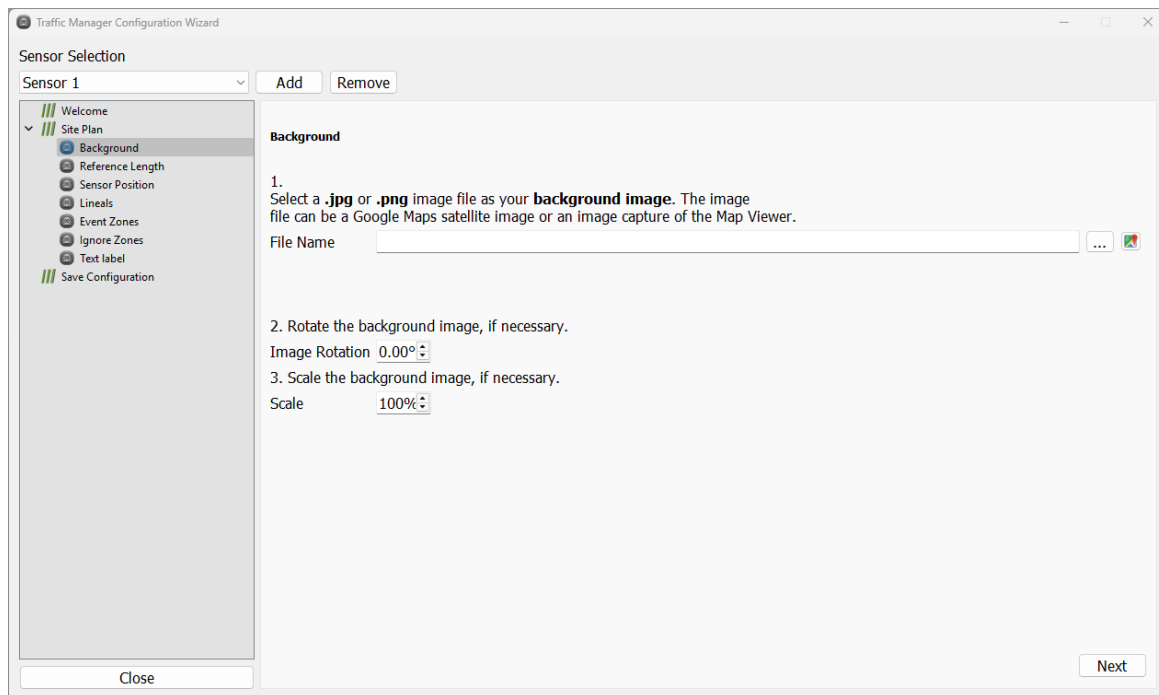 Traffic Manager Configuration Wizard
Sensor Selection
Sensor 1
Add
Remove
Welcome
Site Plan
Background
Reference Length
Sensor Position
Lineals
Event Zones
Ignore Zones
Text label
Save Configuration
Close
Background
1.
Select a .jpg or .png image file as your background image. The image
file can be a Google Maps satellite image or an image capture of the Map Viewer.
File Name
...
2. Rotate the background image, if necessary.
Image Rotation 0.00°
3. Scale the background image, if necessary.
Scale 100%
Next